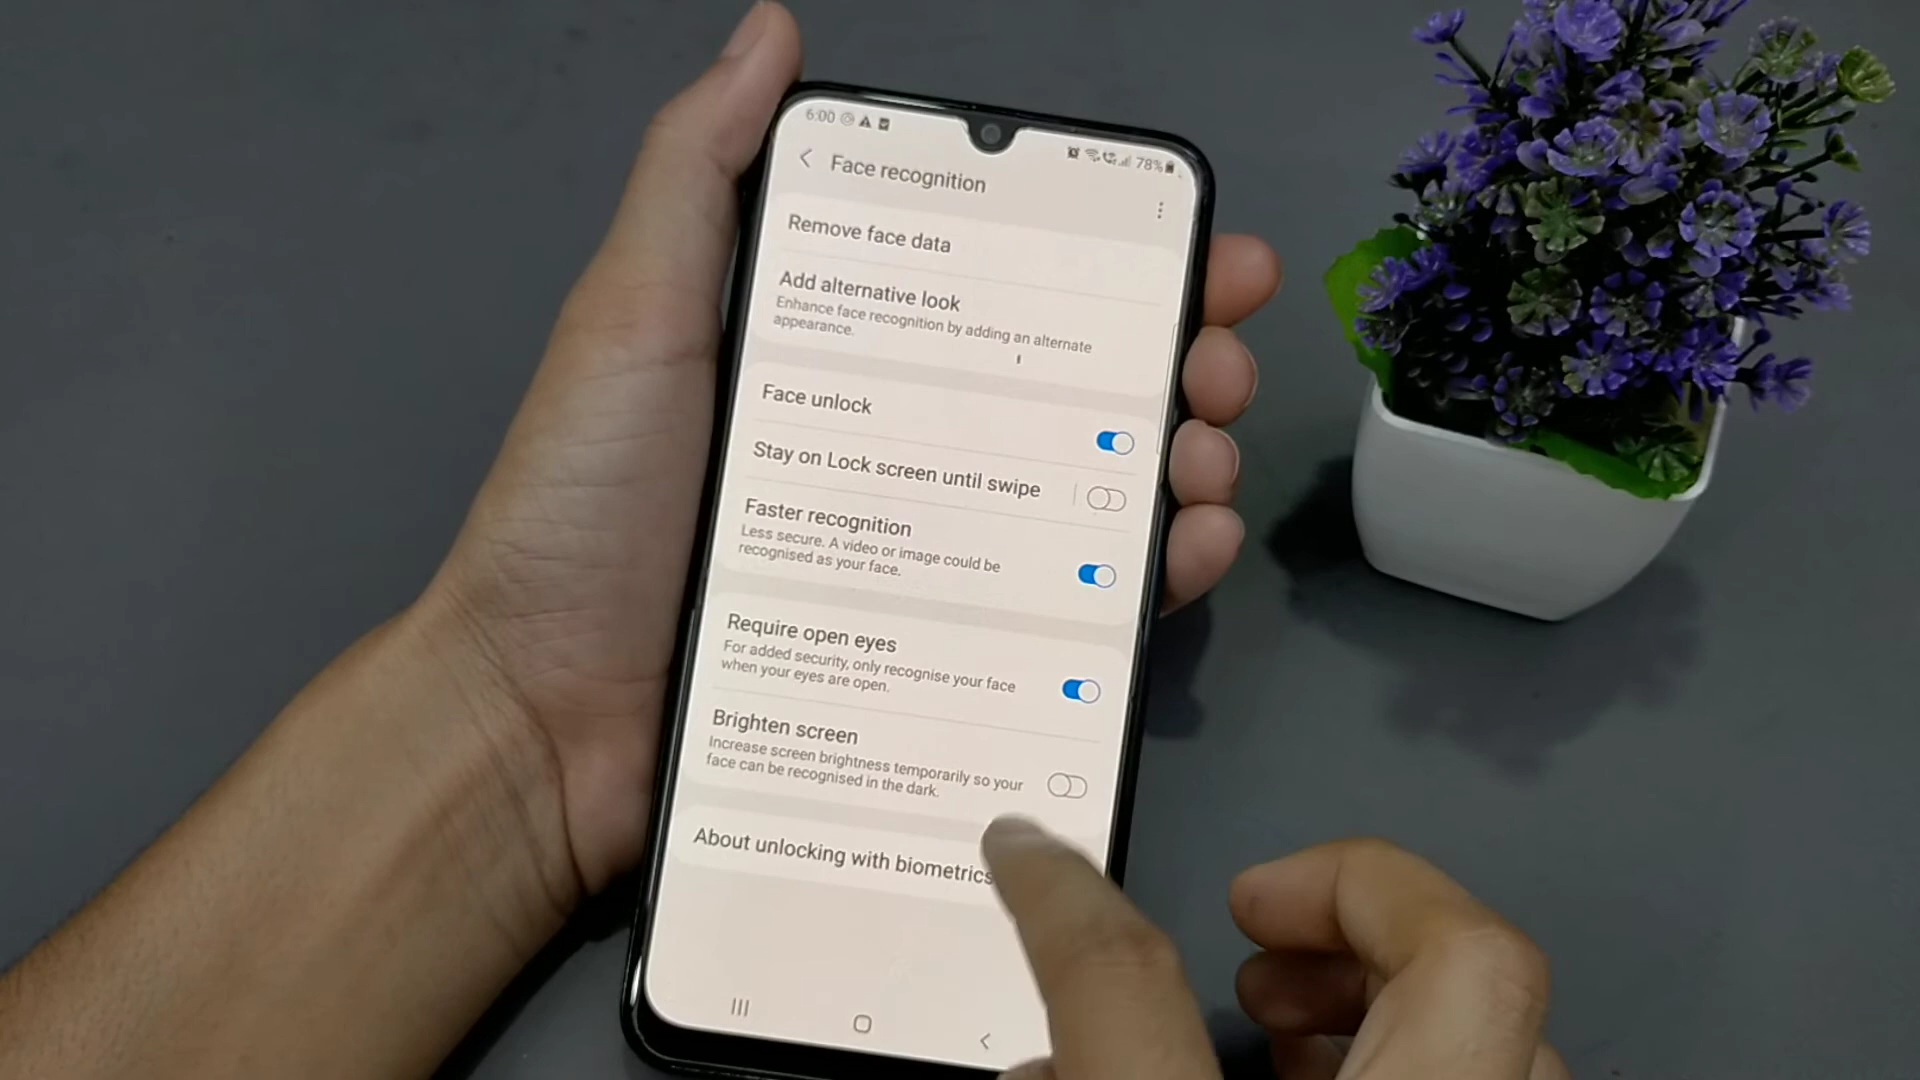 6:00
78%
Face recognition
Remove face data
Add alternative look
Enhance face recognition by adding an alternate
appearance.
Face unlock
Stay on Lock screen until swipe
Faster recognition
Less secure. A video or image could be
recognised as your face.
Require open eyes
For added security, only recognise your face
when your eyes are open.
Brighten screen
Increase screen brightness temporarily so your
face can be recognised in the dark.
About unlocking with biometrics